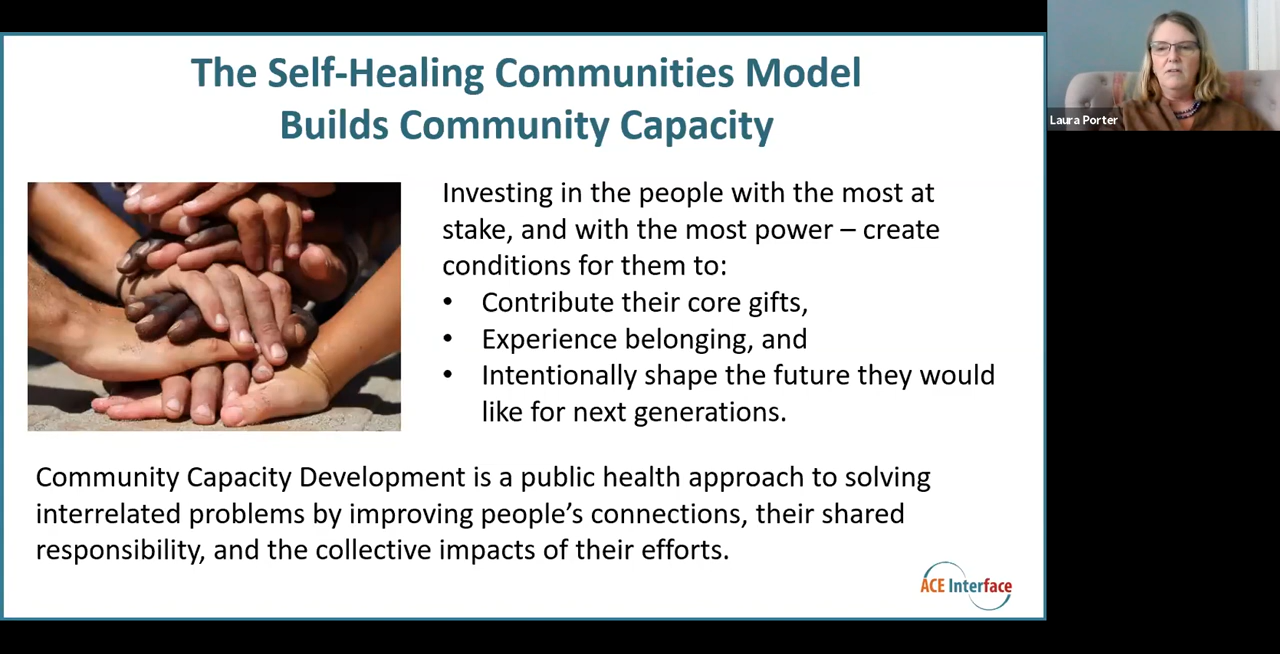 The Self-Healing Communities Model
Builds Community Capacity
Laura Porter
Investing in the people with the most at
stake, and with the most power – create
conditions for them to:
• Contribute their core gifts,
• Experience belonging, and
• Intentionally shape the future they would
like for next generations.
Community Capacity Development is a public health approach to solving
interrelated problems by improving people’s connections, their shared
responsibility, and the collective impacts of their efforts.
ACE Interface